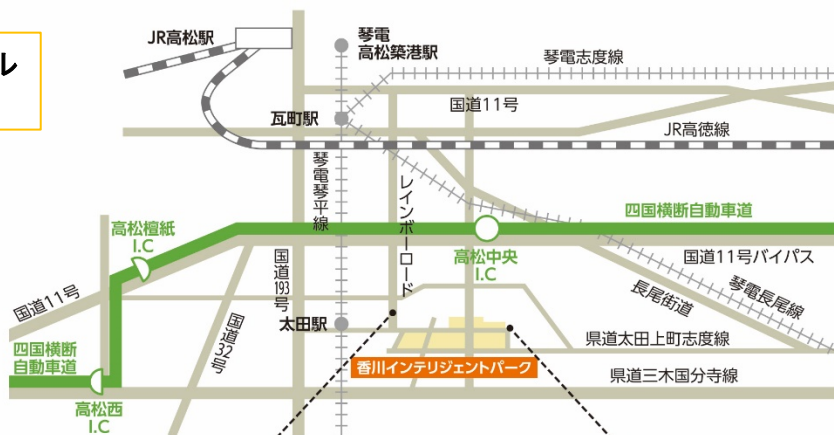 ル
JR高松駅
琴電
高松築港駅
琴電志度線
国道11号
瓦町駅
JR高徳線
琴電琴平線
レインボーロード
四国横断自動車道
高松檀紙
I.C
高松中央
I.C
国道11号バイパス
国道193号
琴電長尾線
長尾街道
国道11号
国道32号
太田駅
県道太田上町志度線
四国横断
自動車道
香川インテリジェントパーク
県道三木国分寺線
高松西
I.C